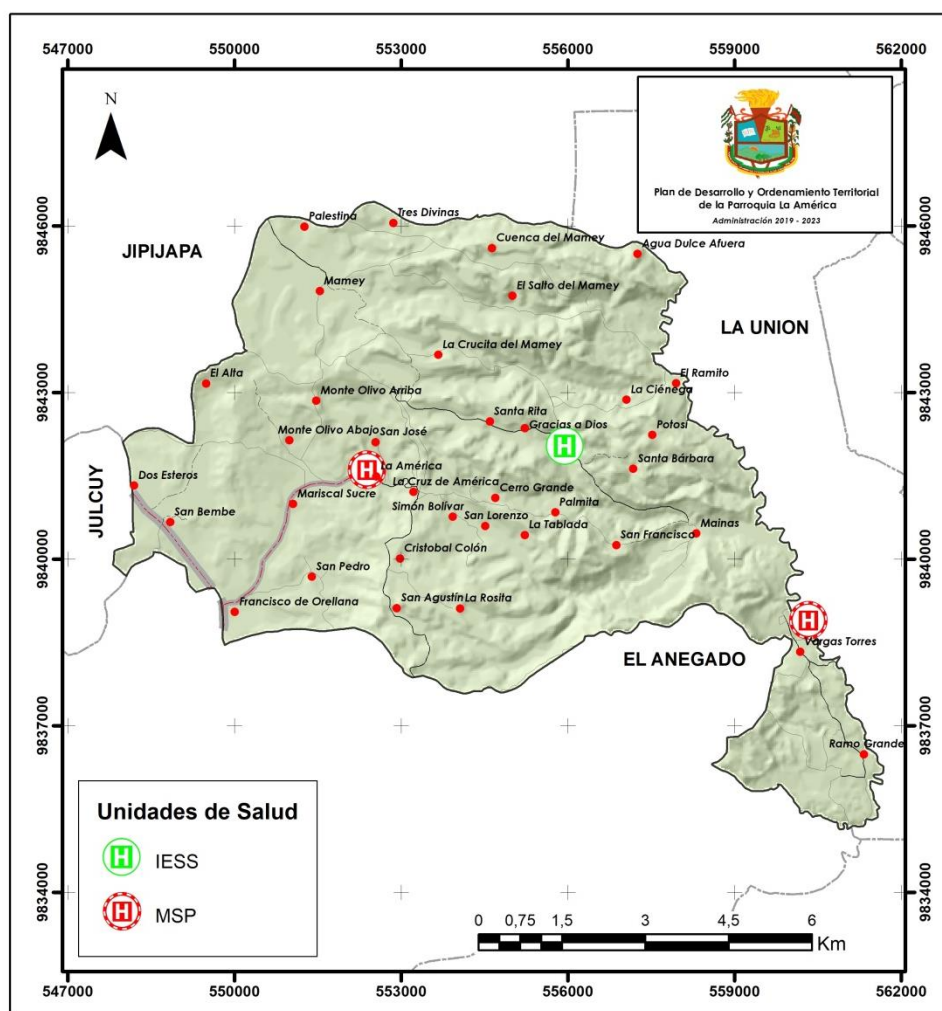 547000 550000 553000 556000 559000 562000
N
Plan de Desarrollo y Ordenamiento Territorial
de la Parroquia La América
Administración 2019 - 2023
9846000
9846000
Palestina
Tres Divinas
JIPIJAPA
Cuenca del Mamey
Agua Dulce Afuera
Mamey
El Salto del Mamey
LA UNION
La Crucita del Mamey
El Alta
El Ramito
9843000
9843000
Monte Olivo Arriba
La Ciénega
Santa Rita
Gracias a Dios
Potosí
Monte Olivo Abajo
San José
La América
Santa Bárbara
Dos Esteros
La Cruz de América
Cerro Grande
JULCUY
San Bembe
Mariscal Sucre
Simón Bolívar
San Lorenzo
Palmita
La Tablada
San Francisco
Mainas
9840000
9840000
Cristobal Colón
San Pedro
Francisco de Orellana
San Agustín
La Rosita
Vargas Torres
EL ANEGADO
9837000
9837000
Ramo Grande
Unidades de Salud
H IESS
H MSP
9834000
9834000
0 0,75 1,5 3 4,5 6
Km
547000 550000 553000 556000 559000 562000